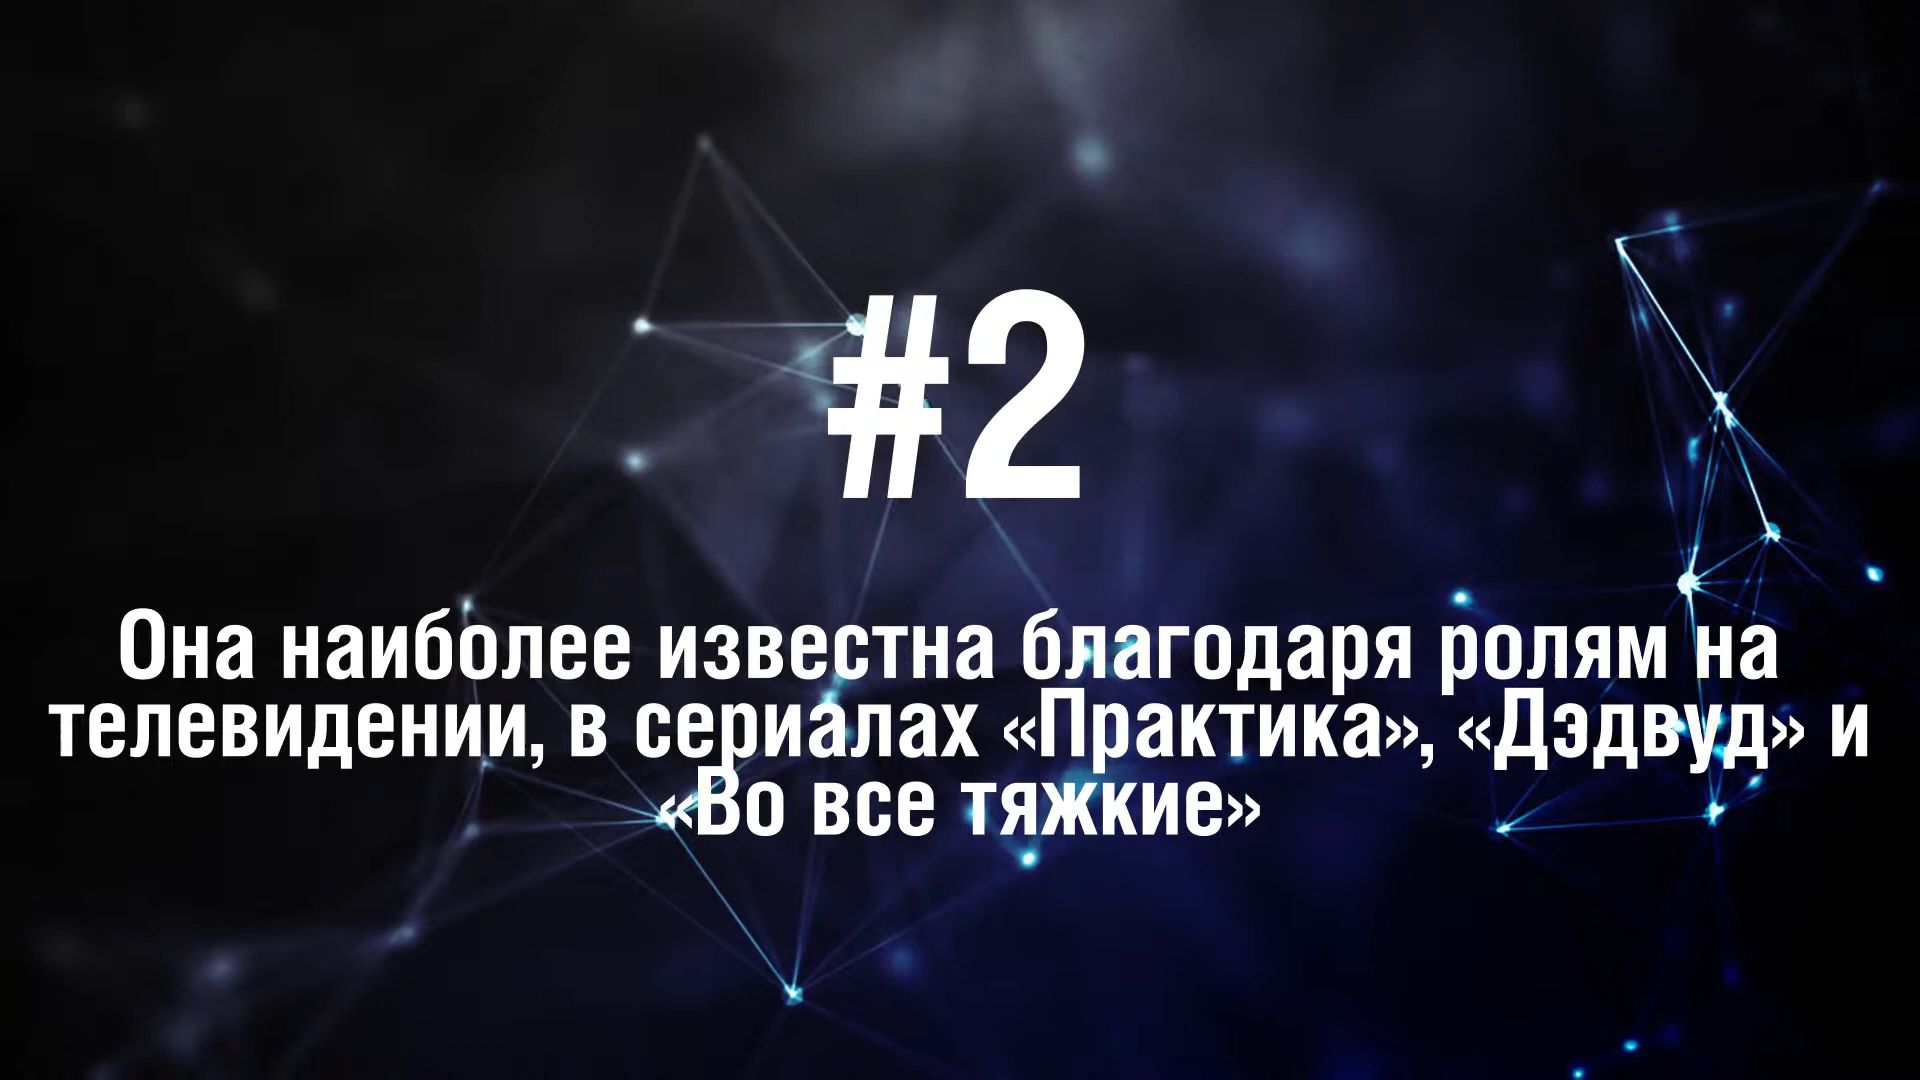 #2
Она наиболее известна благодаря ролям на
телевидении, в сериалах «Практика», «Дэдвуд» и
«Во все тяжкие»